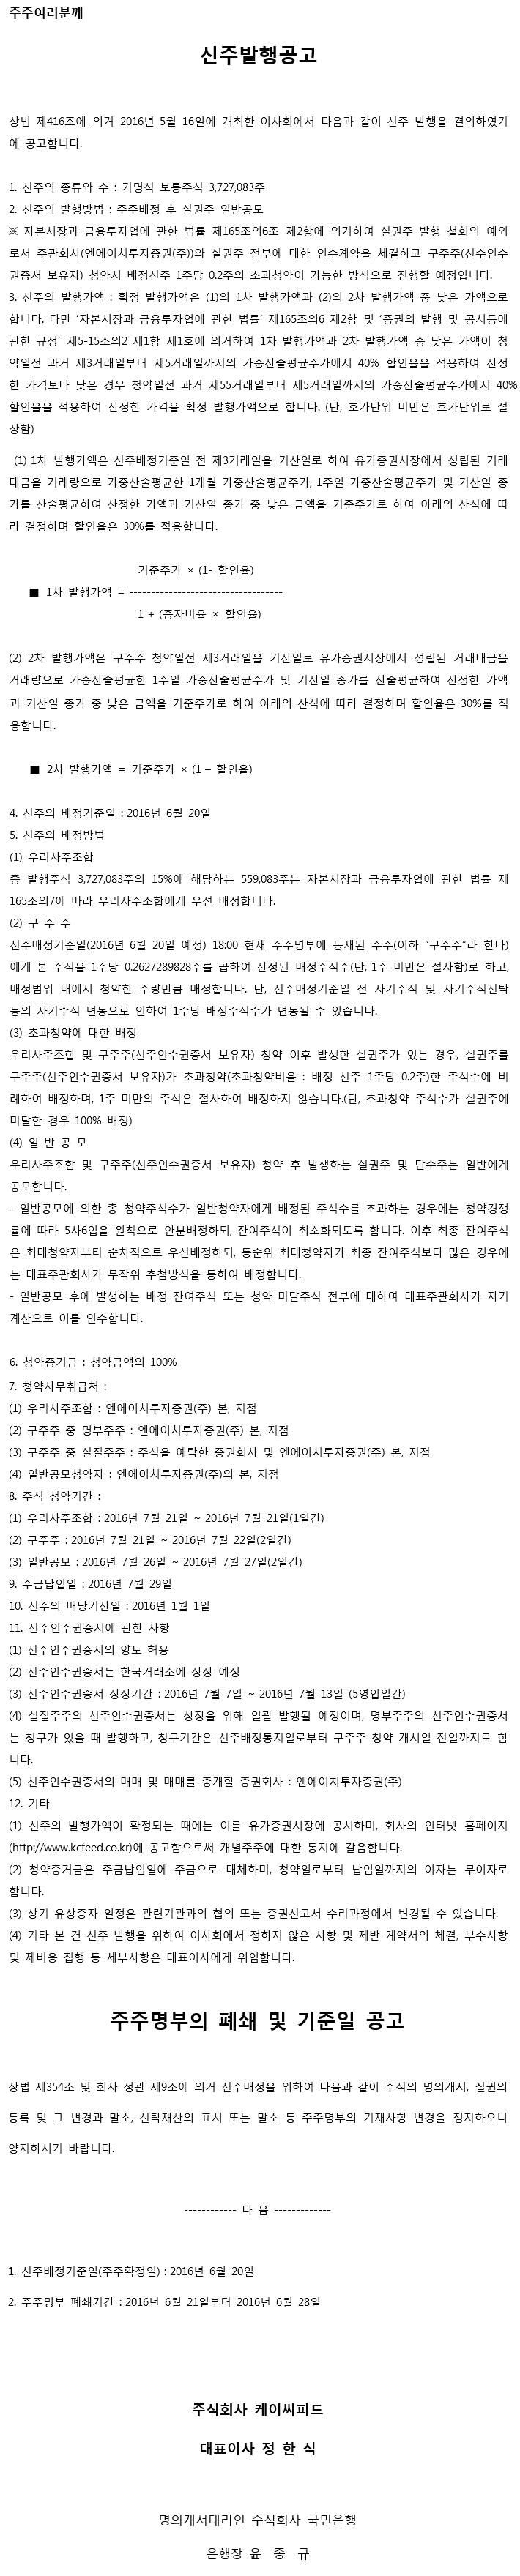 주주여러분께
신주발행공고
상법 제416조에 의거 2016년 5월 16일에 개최한 이사회에서 다음과 같이 신주 발행을 결의하였기
에 공고합니다.
1. 신주의 종류와 수 : 기명식 보통주식 3,727,083주
2. 신주의 발행방법 : 주주배정 후 실권주 일반공모
※ 자본시장과 금융투자업에 관한 법률 제165조의6조 제2항에 의거하여 실권주 발행 철회의 예외
로서 주관회사(엔에이치투자증권(주))와 실권주 전부에 대한 인수계약을 체결하고 구주주(신수인수
권증서 보유자) 청약시 배정신주 1주당 0.2주의 초과청약이 가능한 방식으로 진행할 예정입니다.
3. 신주의 발행가액 : 확정 발행가액은 (1)의 1차 발행가액과 (2)의 2차 발행가액 중 낮은 가액으로
합니다. 다만 '자본시장과 금융투자업에 관한 법률' 제165조의6 제2항 및 '증권의 발행 및 공시등에
관한 규정' 제5-15조의2 제1항 제1호에 의거하여 1차 발행가액과 2차 발행가액 중 낮은 가액이 청
약일전 과거 제3거래일부터 제5거래일까지의 가중산술평균주가에서 40% 할인율을 적용하여 산정
한 가격보다 낮은 경우 청약일전 과거 제55거래일부터 제5거래일까지의 가중산술평균주가에서 40%
할인율을 적용하여 산정한 가격을 확정 발행가액으로 합니다. (단, 호가단위 미만은 호가단위로 절
상함)
(1) 1차 발행가액은 신주배정기준일 전 제3거래일을 기산일로 하여 유가증권시장에서 성립된 거래
대금을 거래량으로 가중산술평균한 1개월 가중산술평균주가, 1주일 가중산술평균주가 및 기산일 종
가를 산술평균하여 산정한 가액과 기산일 종가 중 낮은 금액을 기준주가로 하여 아래의 산식에 따
라 결정하며 할인율은 30%를 적용합니다.
기준주가 × (1- 할인율)
■ 1차 발행가액 = -----------------------------------
1 + (증자비율 × 할인율)
(2) 2차 발행가액은 구주주 청약일전 제3거래일을 기산일로 유가증권시장에서 성립된 거래대금을
거래량으로 가중산술평균한 1주일 가중산술평균주가 및 기산일 종가를 산술평균하여 산정한 가액
과 기산일 종가 중 낮은 금액을 기준주가로 하여 아래의 산식에 따라 결정하며 할인율은 30%를 적
용합니다.
■ 2차 발행가액 = 기준주가 × (1 – 할인율)
4. 신주의 배정기준일 : 2016년 6월 20일
5. 신주의 배정방법
(1) 우리사주조합
총 발행주식 3,727,083주의 15%에 해당하는 559,083주는 자본시장과 금융투자업에 관한 법률 제
165조의7에 따라 우리사주조합에게 우선 배정합니다.
(2) 구 주 주
신주배정기준일(2016년 6월 20일 예정) 18:00 현재 주주명부에 등재된 주주(이하 "구주주"라 한다)
에게 본 주식을 1주당 0.2627289828주를 곱하여 산정된 배정주식수(단, 1주 미만은 절사함)로 하고,
배정범위 내에서 청약한 수량만큼 배정합니다. 단, 신주배정기준일 전 자기주식 및 자기주식신탁
등의 자기주식 변동으로 인하여 1주당 배정주식수가 변동될 수 있습니다.
(3) 초과청약에 대한 배정
우리사주조합 및 구주주(신주인수권증서 보유자) 청약 이후 발생한 실권주가 있는 경우, 실권주를
구주주(신주인수권증서 보유자)가 초과청약(초과청약비율 : 배정 신주 1주당 0.2주)한 주식수에 비
례하여 배정하며, 1주 미만의 주식은 절사하여 배정하지 않습니다.(단, 초과청약 주식수가 실권주에
미달한 경우 100% 배정)
(4) 일 반 공 모
우리사주조합 및 구주주(신주인수권증서 보유자) 청약 후 발생하는 실권주 및 단수주는 일반에게
공모합니다.
- 일반공모에 의한 총 청약주식수가 일반청약자에게 배정된 주식수를 초과하는 경우에는 청약경쟁
률에 따라 5사6입을 원칙으로 안분배정하되, 잔여주식이 최소화되도록 합니다. 이후 최종 잔여주식
은 최대청약자부터 순차적으로 우선배정하되, 동순위 최대청약자가 최종 잔여주식보다 많은 경우에
는 대표주관회사가 무작위 추첨방식을 통하여 배정합니다.
- 일반공모 후에 발생하는 배정 잔여주식 또는 청약 미달주식 전부에 대하여 대표주관회사가 자기
계산으로 이를 인수합니다.
6. 청약증거금 : 청약금액의 100%
7. 청약사무취급처 :
(1) 우리사주조합 : 엔에이치투자증권(주) 본, 지점
(2) 구주주 중 명부주주 : 엔에이치투자증권(주) 본, 지점
(3) 구주주 중 실질주주 : 주식을 예탁한 증권회사 및 엔에이치투자증권(주) 본, 지점
(4) 일반공모청약자 : 엔에이치투자증권(주)의 본, 지점
8. 주식 청약기간 :
(1) 우리사주조합 : 2016년 7월 21일 ~ 2016년 7월 21일(1일간)
(2) 구주주 : 2016년 7월 21일 ~ 2016년 7월 22일(2일간)
(3) 일반공모 : 2016년 7월 26일 ~ 2016년 7월 27일(2일간)
9. 주금납입일 : 2016년 7월 29일
10. 신주의 배당기산일 : 2016년 1월 1일
11. 신주인수권증서에 관한 사항
(1) 신주인수권증서의 양도 허용
(2) 신주인수권증서는 한국거래소에 상장 예정
(3) 신주인수권증서 상장기간 : 2016년 7월 7일 ~ 2016년 7월 13일 (5영업일간)
(4) 실질주주의 신주인수권증서는 상장을 위해 일괄 발행될 예정이며, 명부주주의 신주인수권증서
는 청구가 있을 때 발행하고, 청구기간은 신주배정통지일로부터 구주주 청약 개시일 전일까지로 합
니다.
(5) 신주인수권증서의 매매 및 매매를 중개할 증권회사 : 엔에이치투자증권(주)
12. 기타
(1) 신주의 발행가액이 확정되는 때에는 이를 유가증권시장에 공시하며, 회사의 인터넷 홈페이지
(http://www.kcfeed.co.kr)에 공고함으로써 개별주주에 대한 통지에 갈음합니다.
(2) 청약증거금은 주금납입일에 주금으로 대체하며, 청약일로부터 납입일까지의 이자는 무이자로
합니다.
(3) 상기 유상증자 일정은 관련기관과의 협의 또는 증권신고서 수리과정에서 변경될 수 있습니다.
(4) 기타 본 건 신주 발행을 위하여 이사회에서 정하지 않은 사항 및 제반 계약서의 체결, 부수사항
및 제비용 집행 등 세부사항은 대표이사에게 위임합니다.
주주명부의 폐쇄 및 기준일 공고
상법 제354조 및 회사 정관 제9조에 의거 신주배정을 위하여 다음과 같이 주식의 명의개서, 질권의
등록 및 그 변경과 말소, 신탁재산의 표시 또는 말소 등 주주명부의 기재사항 변경을 정지하오니
양지하시기 바랍니다.
------------ 다 음 -------------
1. 신주배정기준일(주주확정일) : 2016년 6월 20일
2. 주주명부 폐쇄기간 : 2016년 6월 21일부터 2016년 6월 28일
주식회사 케이씨피드
대표이사 정 한 식
명의개서대리인 주식회사 국민은행
은행장 윤 종 규